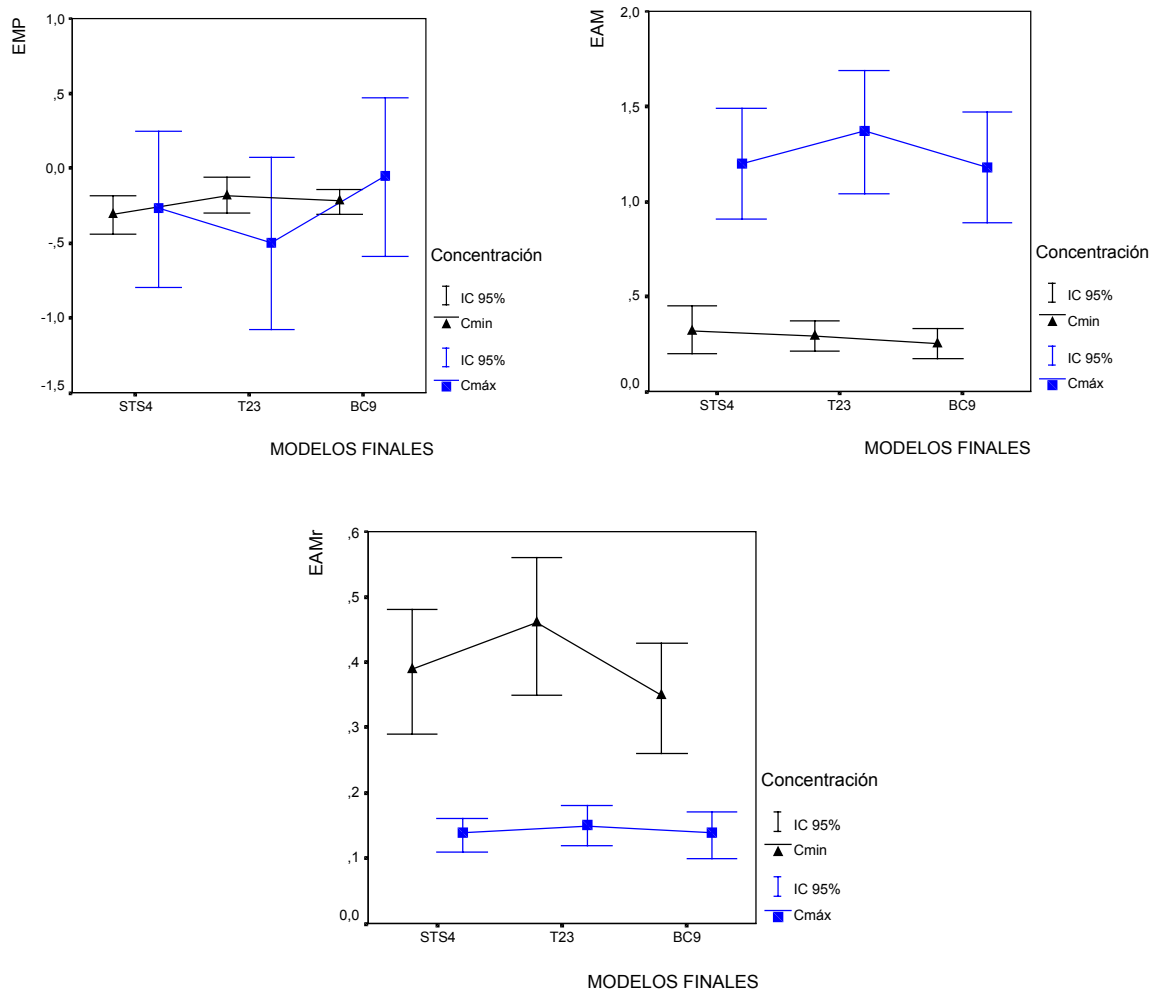 EMP
1,0
,5
0,0
-,5
-1,0
-1,5
STS4 T23 BC9
MODELOS FINALES
Concentración
IC 95%
Cmin
IC 95%
Cmáx
EAM
2,0
1,5
1,0
,5
0,0
STS4 T23 BC9
MODELOS FINALES
Concentración
IC 95%
Cmin
IC 95%
Cmáx
EAMr
,6
,5
,4
,3
,2
,1
0,0
STS4 T23 BC9
MODELOS FINALES
Concentración
IC 95%
Cmin
IC 95%
Cmáx